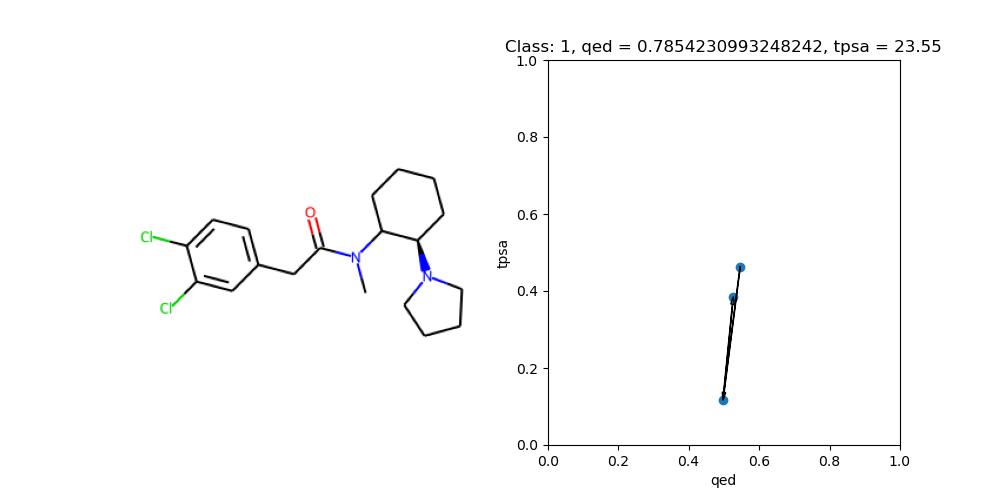 Class: 1, qed = 0.7854230993248242, tpsa = 23.55
Cl
Cl
O
N
N
1.0
0.8
0.6
0.4
0.2
0.0
tpsa
0.0 0.2 0.4 0.6 0.8 1.0
qed